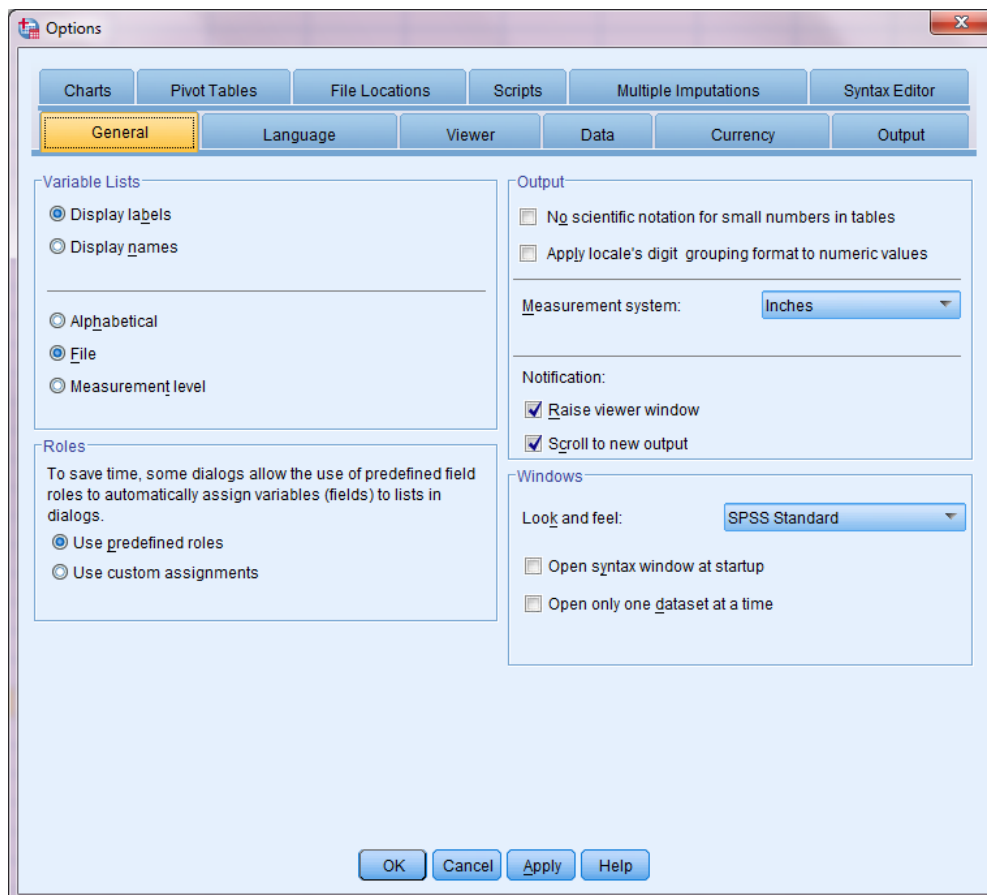 Options
Charts
Pivot Tables
File Locations
Scripts
Multiple Imputations
Syntax Editor
General
Language
Viewer
Data
Currency
Output
Variable Lists
Display labels
Display names
Alphabetical
File
Measurement level
Roles
To save time, some dialogs allow the use of predefined field
roles to automatically assign variables (fields) to lists in
dialogs.
Use predefined roles
Use custom assignments
Output
No scientific notation for small numbers in tables
Apply locale's digit grouping format to numeric values
Measurement system:
Inches
Notification:
Raise viewer window
Scroll to new output
Windows
Look and feel:
SPSS Standard
Open syntax window at startup
Open only one dataset at a time
OK
Cancel
Apply
Help